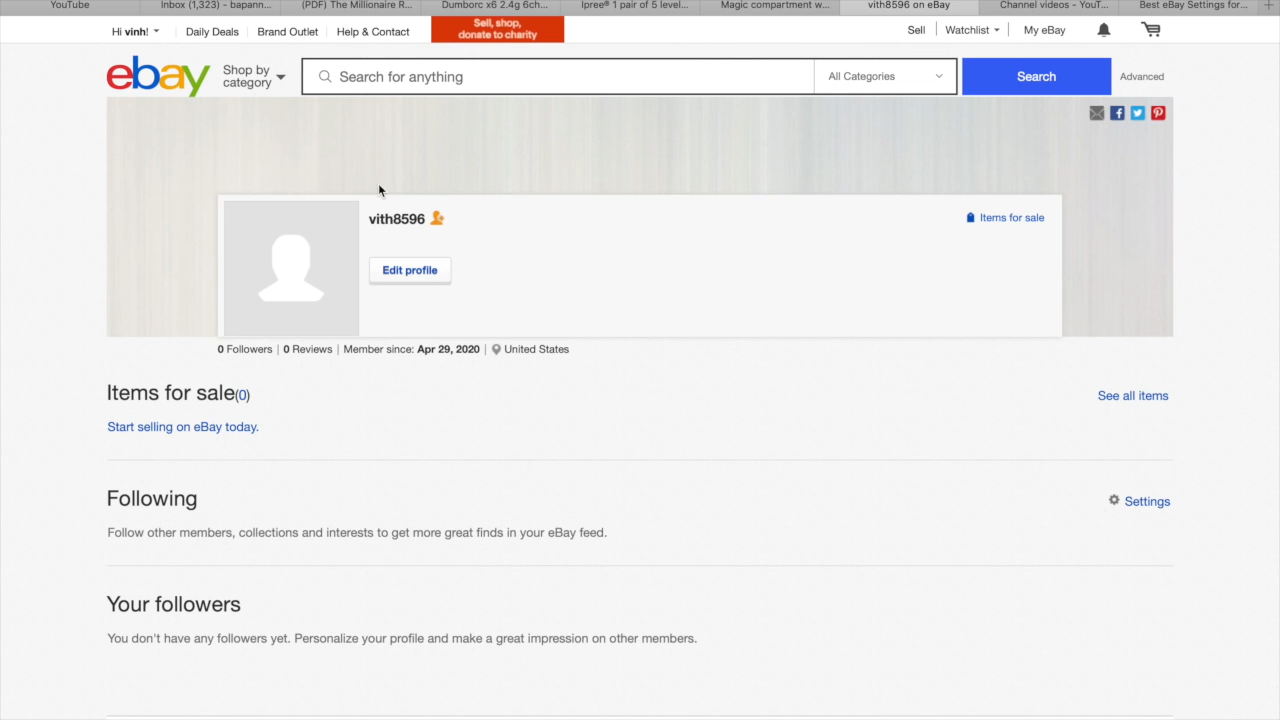 YouTube
Inbox (1,323) - bapann...
(PDF) The Millionaire R...
Dumborc x6 2.4g 6ch...
Ipree® 1 pair of 5 level...
Magic compartment w...
vith8596 on eBay
Channel videos - YouT...
Best eBay Settings for...
Hi vinh!
Daily Deals
Brand Outlet
Help & Contact
Sell, shop,
donate to charity
Sell
Watchlist
My eBay
ebay
Shop by
category
Search for anything
All Categories
Search
Advanced
vith8596
Items for sale
Edit profile
0 Followers | 0 Reviews | Member since: Apr 29, 2020 | United States
Items for sale(0)
See all items
Start selling on eBay today.
Following
Settings
Follow other members, collections and interests to get more great finds in your eBay feed.
Your followers
You don't have any followers yet. Personalize your profile and make a great impression on other members.